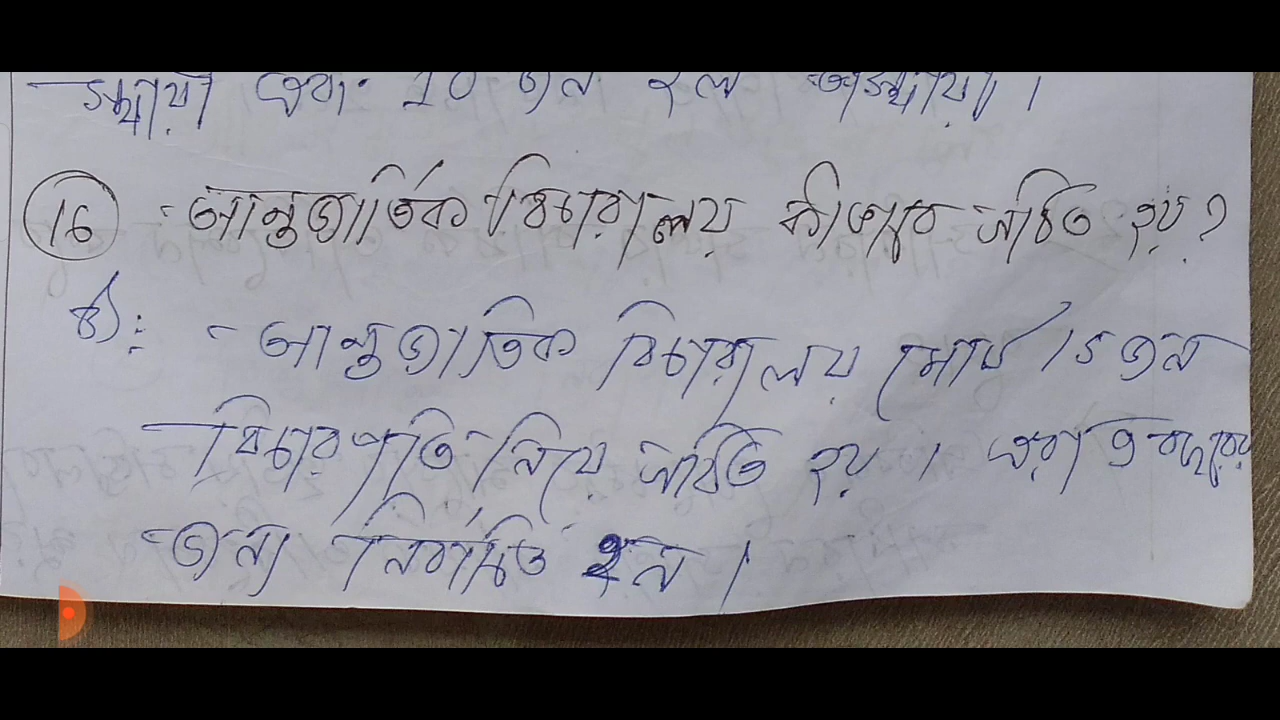 স্থায়ী এবং 10 জন হল অস্থায়ী।
16 আন্তর্জাতিক বিচারালয় কীভাবে গঠিত হয়?
উঃ আন্তর্জাতিক বিচারালয় মোট 15 জন
বিচারপতি নিয়ে গঠিত হয়। এরা 9 বছরের
জন্য নির্বাচিত হন।